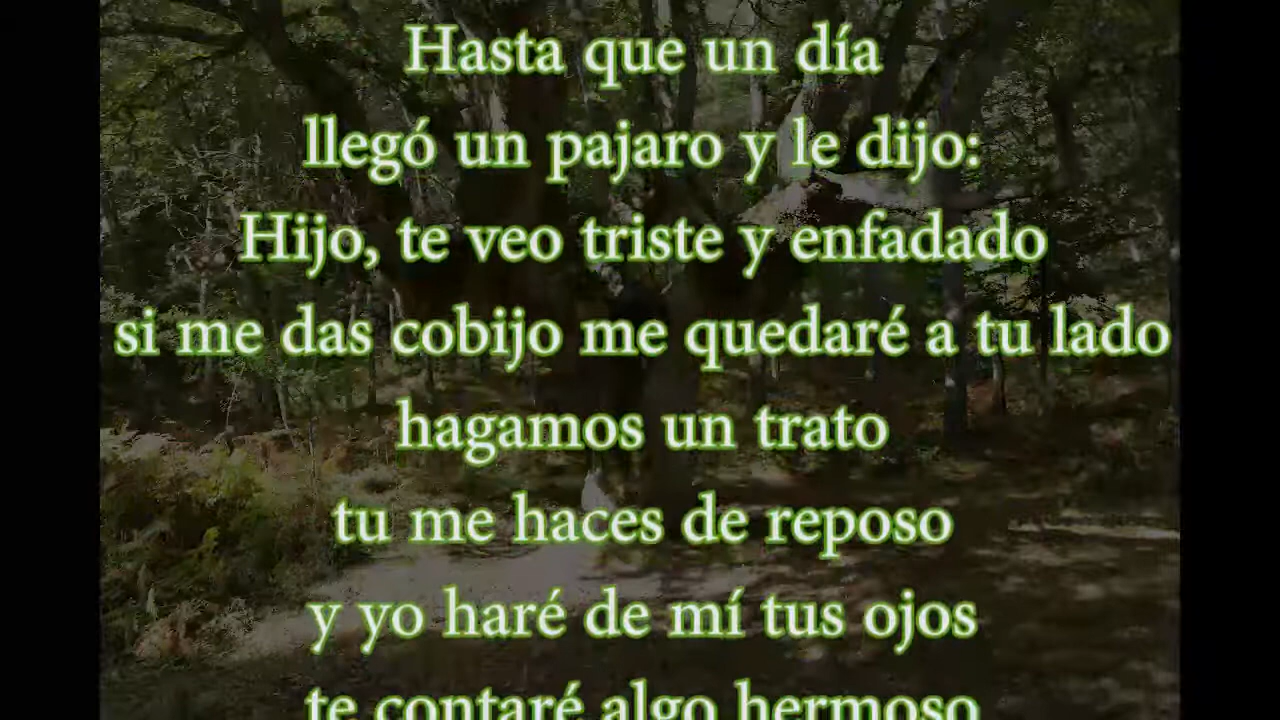 Hasta que un día
llegó un pajaro y le dijo:
Hijo, te veo triste y enfadado
si me das cobijo me quedaré a tu lado
hagamos un trato
tu me haces de reposo
y yo haré de mí tus ojos
te contaré algo hermoso